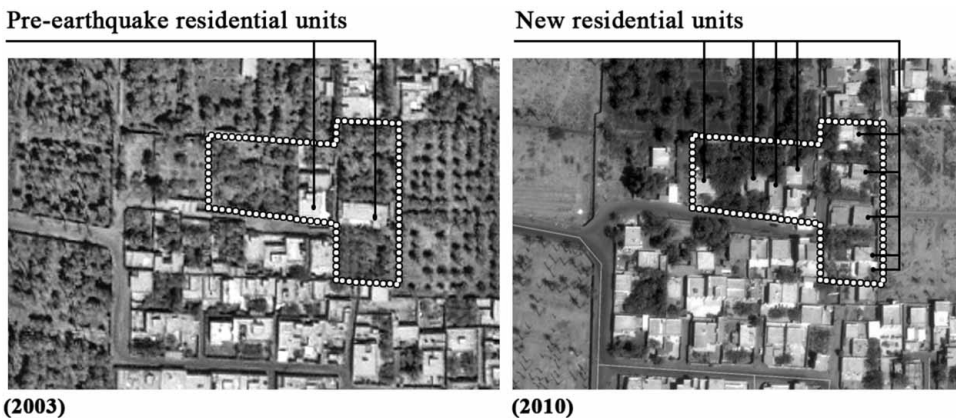 Pre-earthquake residential units
New residential units
(2003)
(2010)